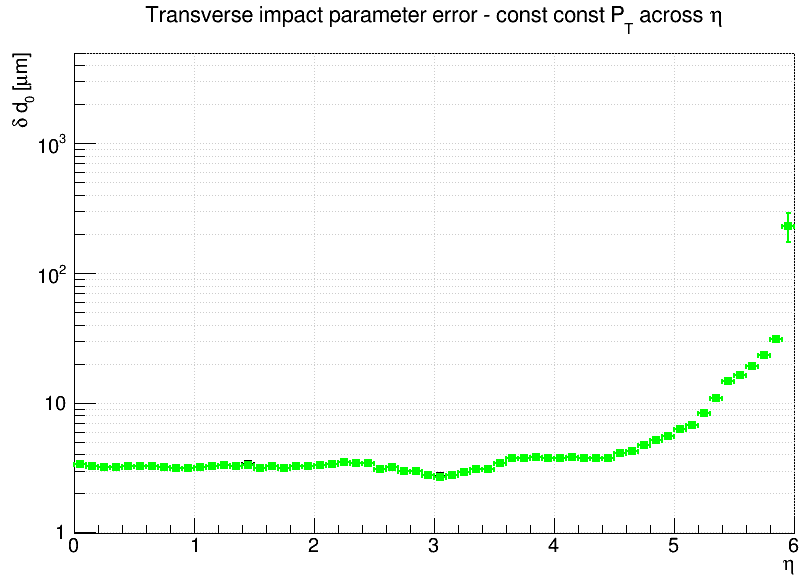 Transverse impact parameter error - const const P_T across η
δ d_0 [μm]
10^3
10^2
10
1
0 1 2 3 4 5 6
η